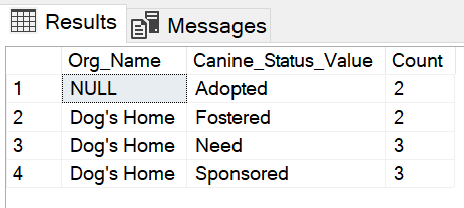 Results Messages
Org_Name Canine_Status_Value Count
1 NULL Adopted 2
2 Dog's Home Fostered 2
3 Dog's Home Need 3
4 Dog's Home Sponsored 3